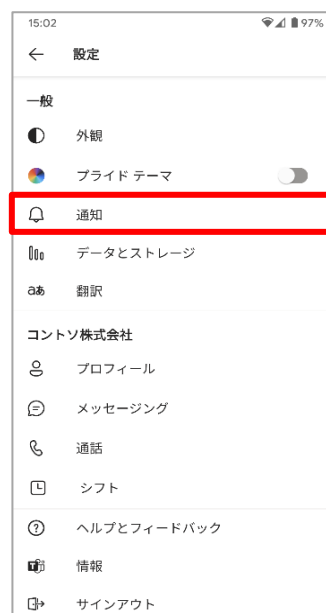 15:02 97%
設定
一般
外観
プライド テーマ
通知
データとストレージ
aあ 翻訳
コントソ株式会社
プロフィール
メッセージング
通話
シフト
ヘルプとフィードバック
情報
サインアウト